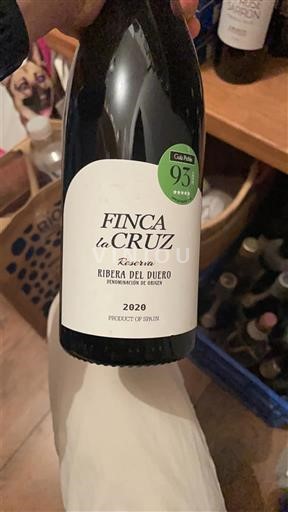 Guía Peñín
93
★★★★★
FINCA
la CRUZ
Reserva
RIBERA DEL DUERO
DENOMINACIÓN DE ORIGEN
2020
PRODUCT OF SPAIN